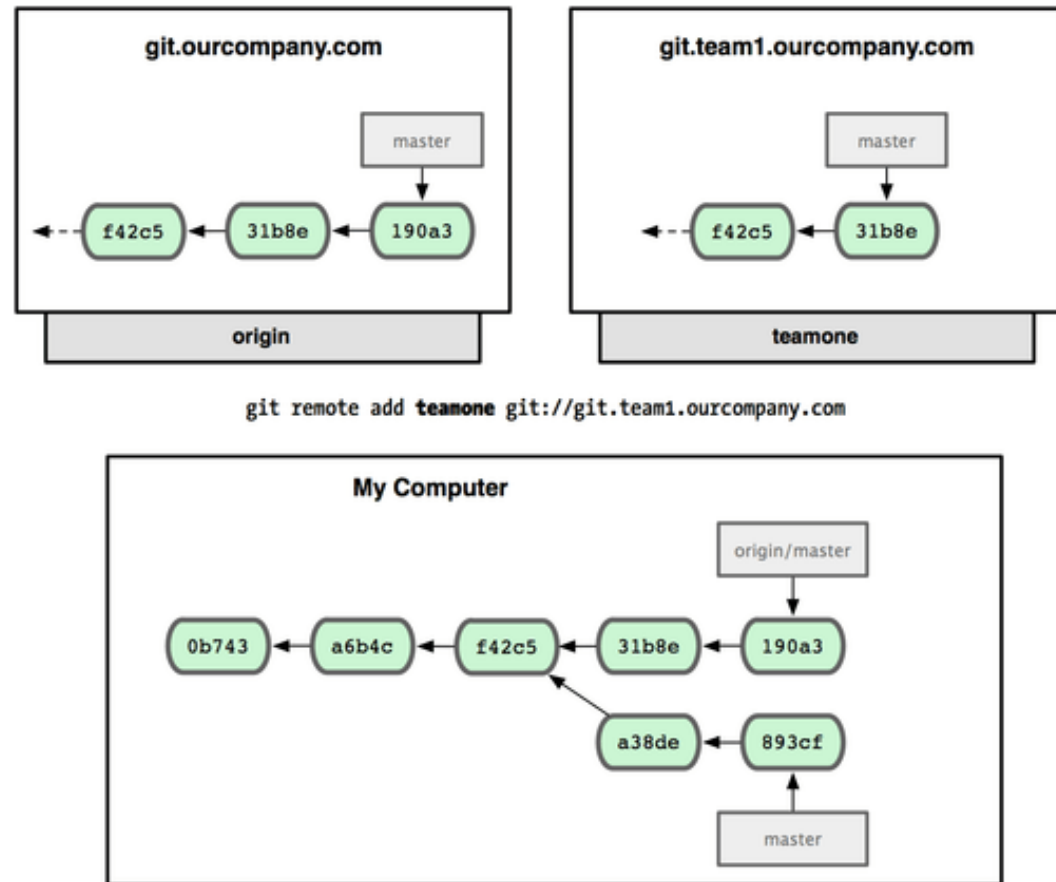 git.ourcompany.com
master
f42c5 31b8e 190a3
origin
git.team1.ourcompany.com
master
f42c5 31b8e
teamone
git remote add teamone git://git.team1.ourcompany.com
My Computer
origin/master
0b743 a6b4c f42c5 31b8e 190a3
a38de 893cf
master